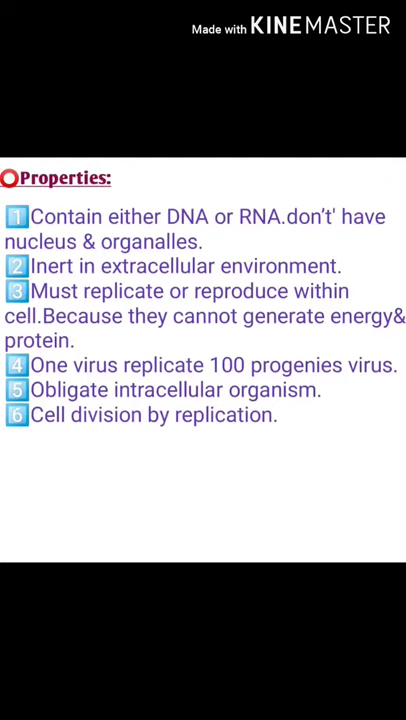 Made with KINEMASTER
⭕Properties:
1️⃣Contain either DNA or RNA.don't' have
nucleus & organalles.
2️⃣Inert in extracellular environment.
3️⃣Must replicate or reproduce within
cell.Because they cannot generate energy&
protein.
4️⃣One virus replicate 100 progenies virus.
5️⃣Obligate intracellular organism.
6️⃣Cell division by replication.